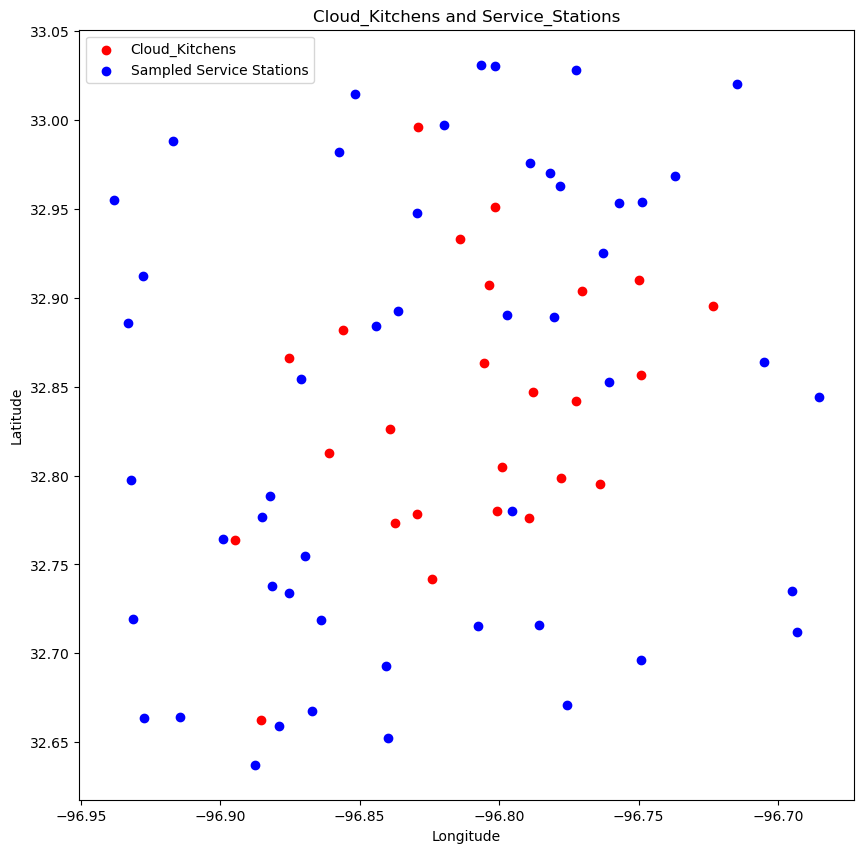 Cloud_Kitchens and Service_Stations
Cloud_Kitchens
Sampled Service Stations
33.05
33.00
32.95
32.90
32.85
32.80
32.75
32.70
32.65
Latitude
−96.95 −96.90 −96.85 −96.80 −96.75 −96.70
Longitude